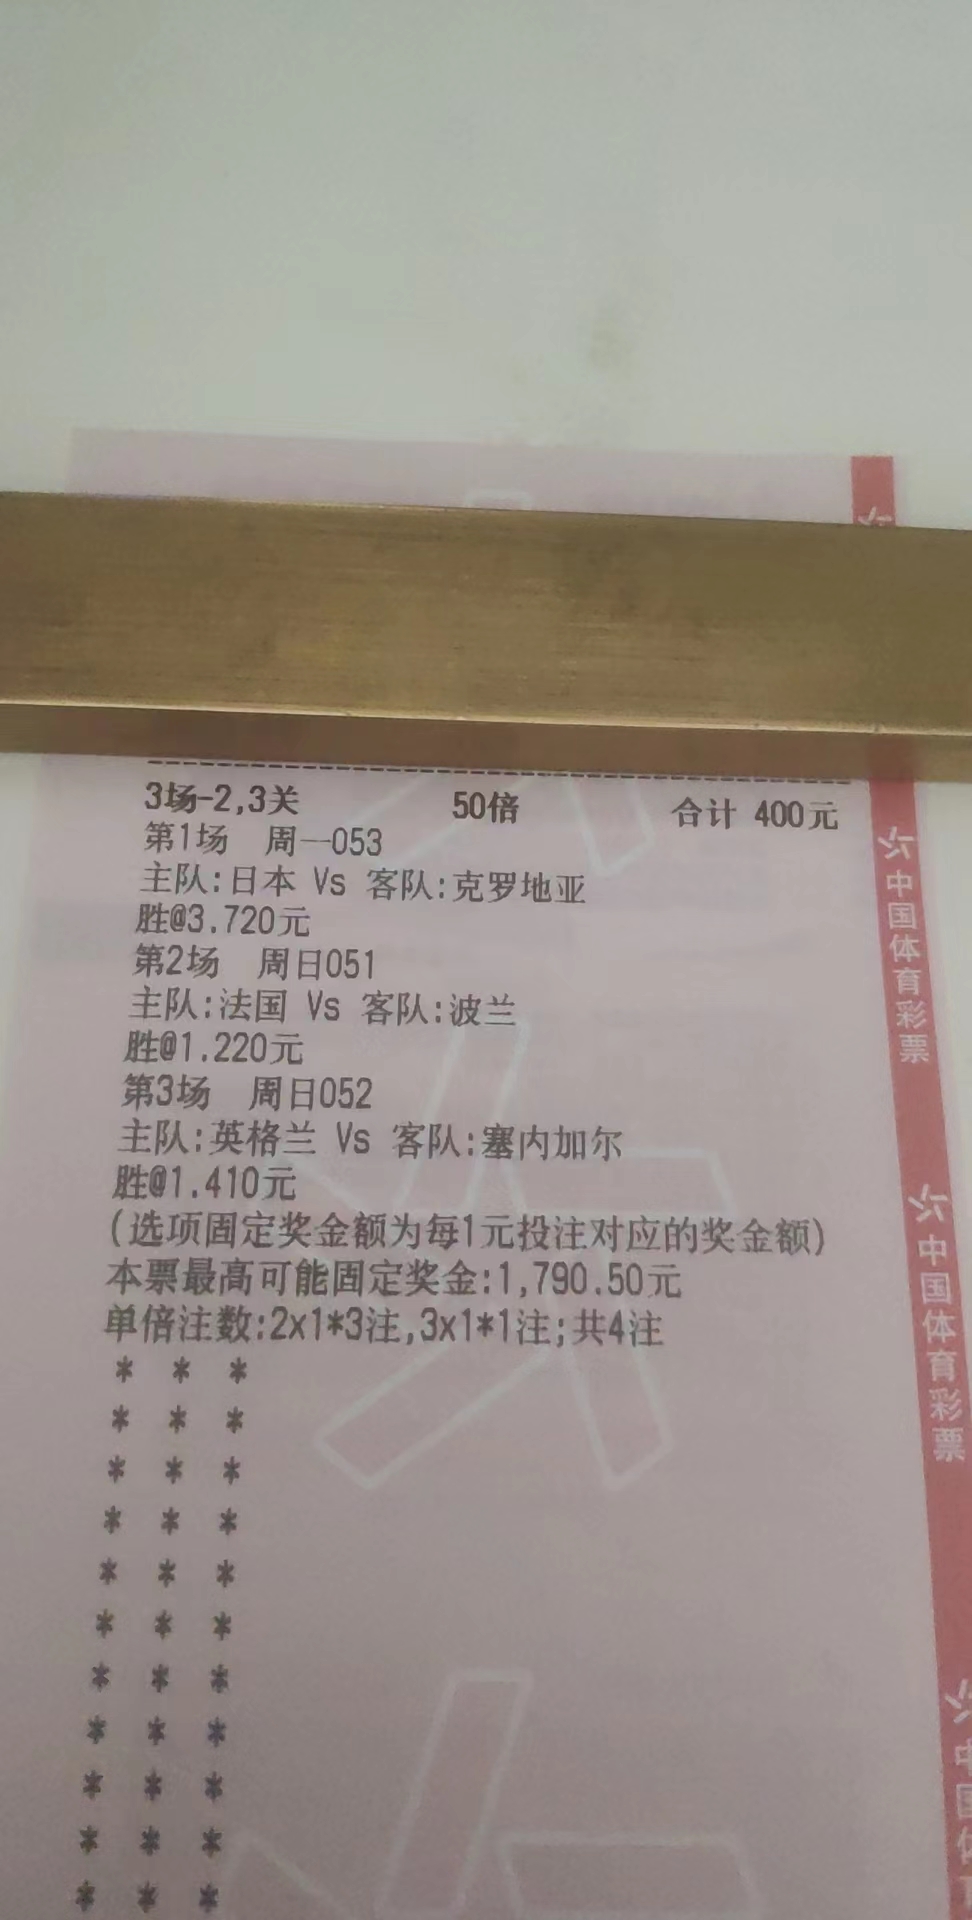 3场-2,3关 50倍 合计 400元
第1场 周一053
主队:日本 Vs 客队:克罗地亚
胜@3.720元
第2场 周日051
主队:法国 Vs 客队:波兰
胜@1.220元
第3场 周日052
主队:英格兰 Vs 客队:塞内加尔
胜@1.410元
(选项固定奖金额为每1元投注对应的奖金额)
本票最高可能固定奖金:1,790.50元
单倍注数:2x1*3注,3x1*1注;共4注
* * *
* * *
* * *
* * *
* * *
* * *
* * *
* * *
* * *
* * *
* * *
中国体育彩票
中国体育彩票
中国体